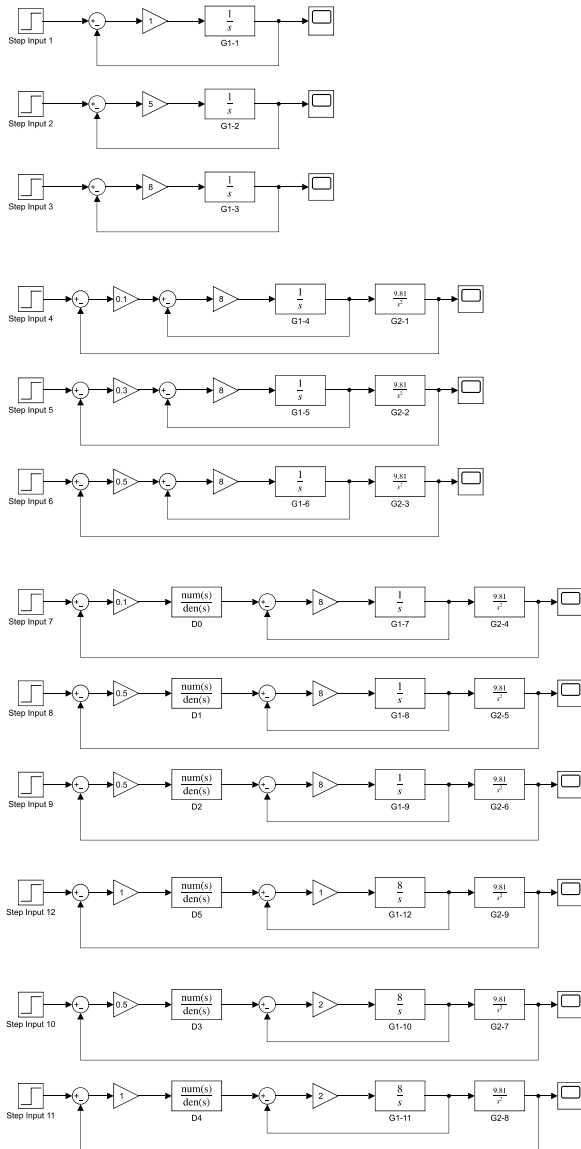 +
−
1
1
s
Step Input 1
G1-1
+
−
5
1
s
Step Input 2
G1-2
+
−
8
1
s
Step Input 3
G1-3
+
−
0.1
+
−
8
1
s
9.81
s²
Step Input 4
G1-4
G2-1
+
−
0.3
+
−
8
1
s
9.81
s²
Step Input 5
G1-5
G2-2
+
−
0.5
+
−
8
1
s
9.81
s²
Step Input 6
G1-6
G2-3
+
−
0.1
num(s)
den(s)
+
−
8
1
s
9.81
s²
Step Input 7
D0
G1-7
G2-4
+
−
0.5
num(s)
den(s)
+
−
8
1
s
9.81
s²
Step Input 8
D1
G1-8
G2-5
+
−
0.5
num(s)
den(s)
+
−
8
1
s
9.81
s²
Step Input 9
D2
G1-9
G2-6
+
−
1
num(s)
den(s)
+
−
1
8
s
9.81
s²
Step Input 12
D5
G1-12
G2-9
+
−
0.5
num(s)
den(s)
+
−
2
8
s
9.81
s²
Step Input 10
D3
G1-10
G2-7
+
−
1
num(s)
den(s)
+
−
2
8
s
9.81
s²
Step Input 11
D4
G1-11
G2-8